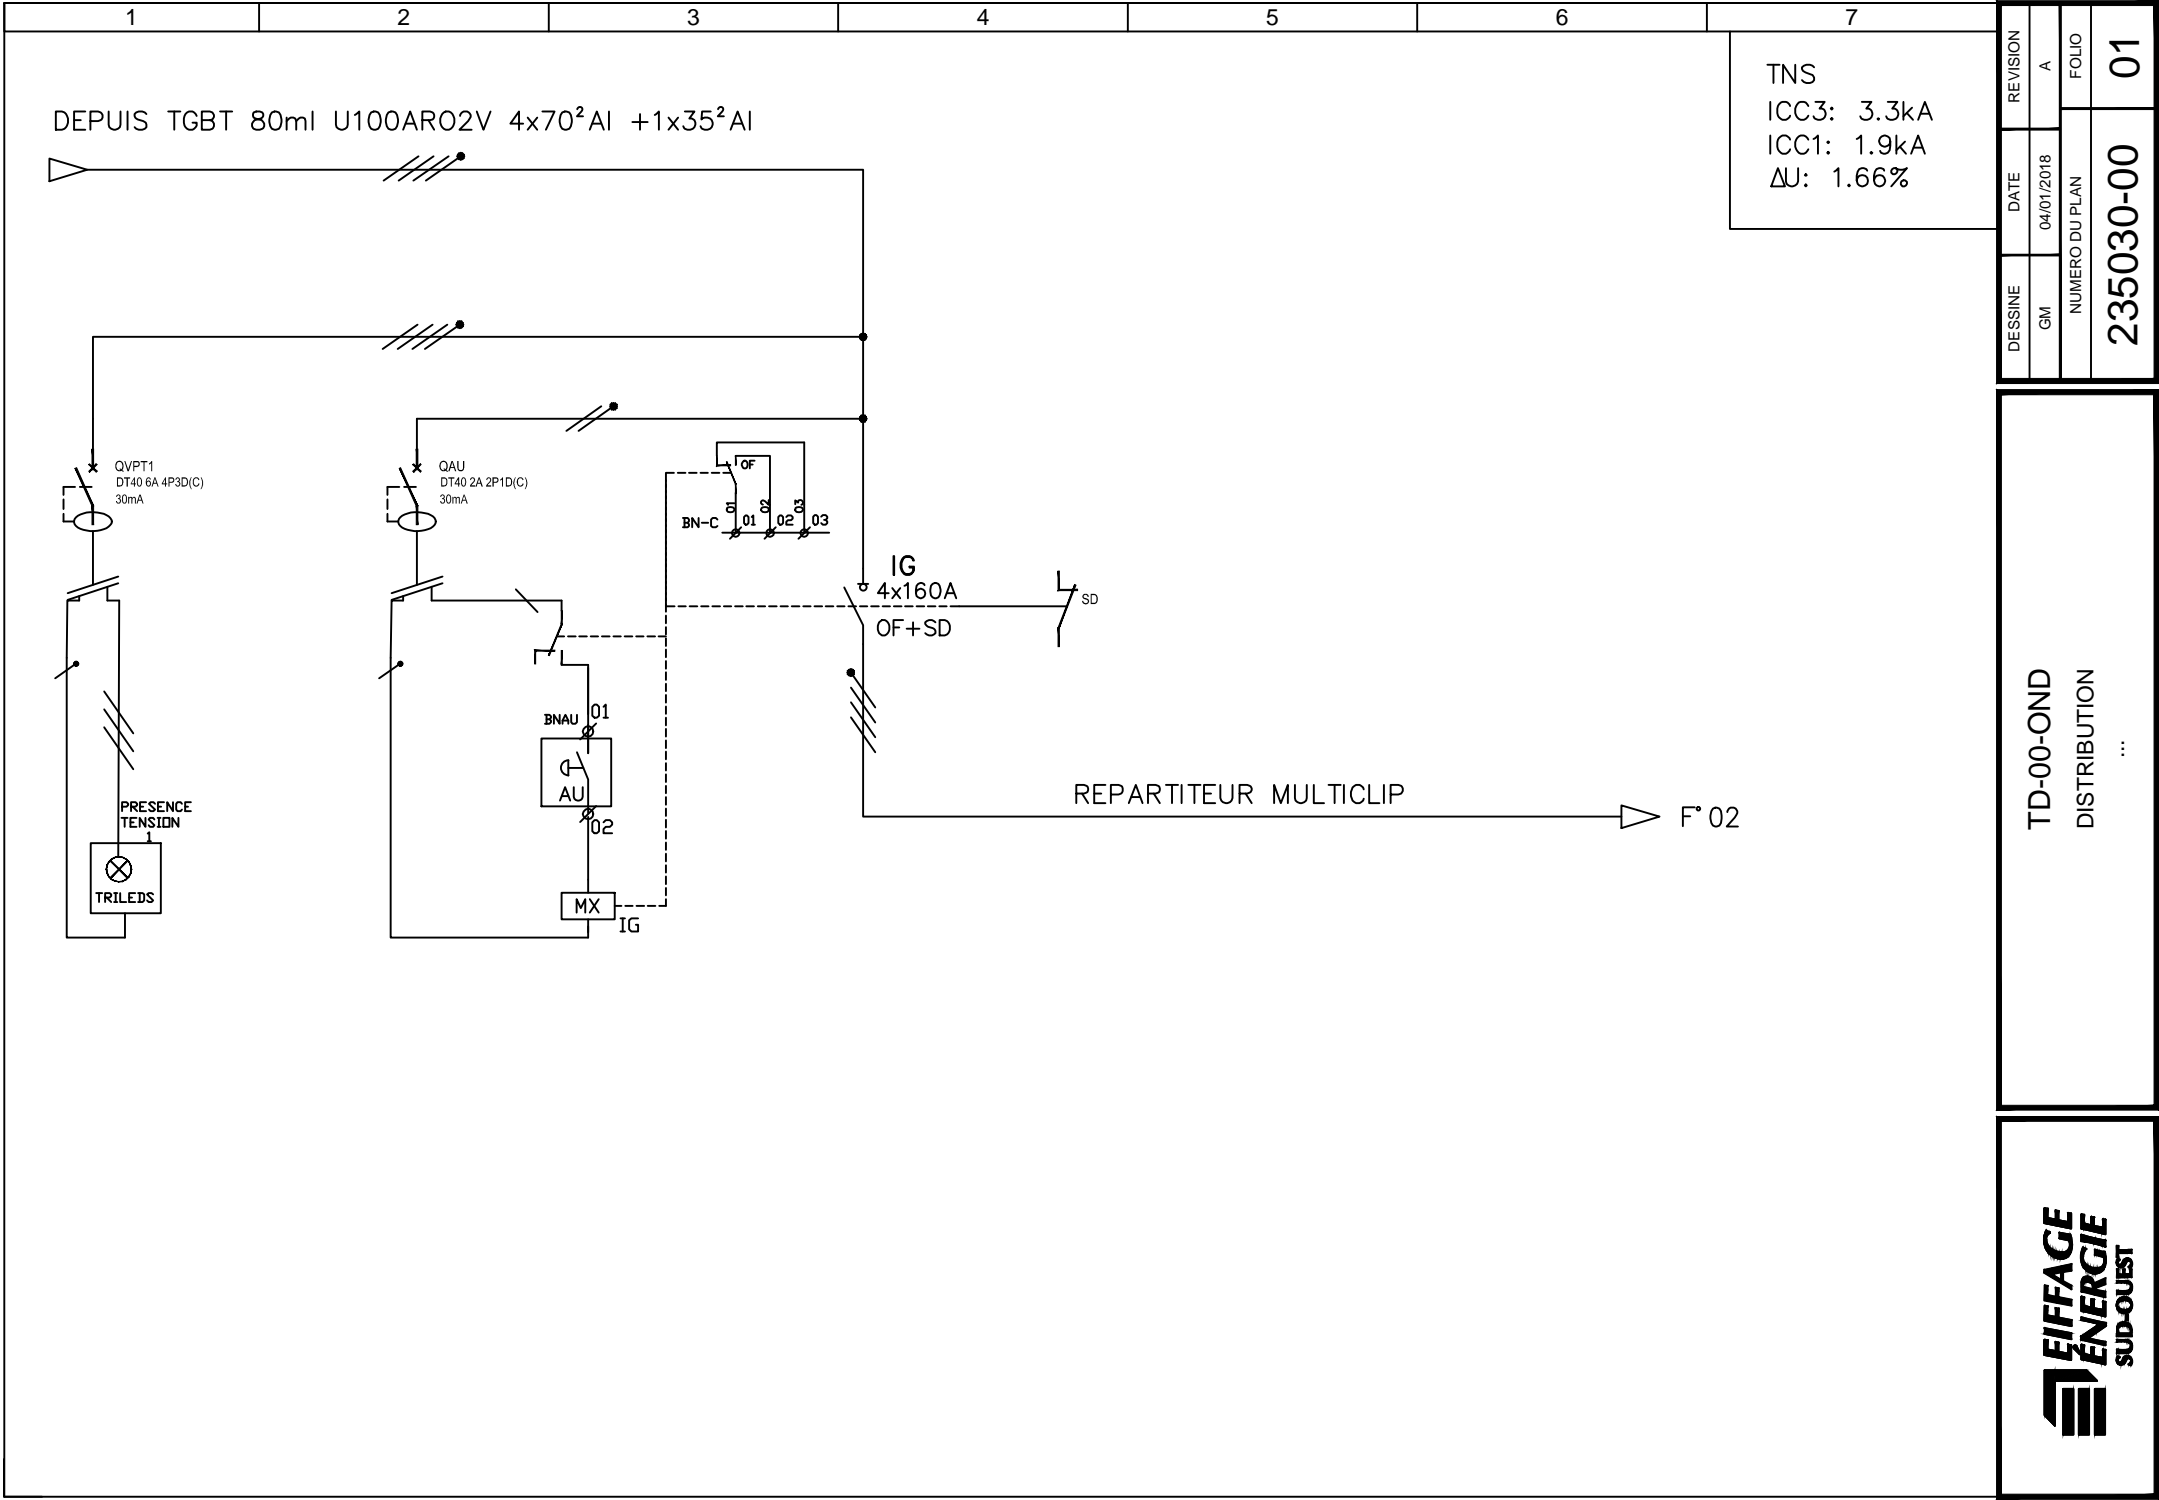 1 2 3 4 5 6 7
DEPUIS TGBT 80ml U100ARO2V 4x70²Al +1x35²Al
TNS
ICC3: 3.3kA
ICC1: 1.9kA
ΔU: 1.66%
QVPT1
DT40 6A 4P3D(C)
30mA
QAU
DT40 2A 2P1D(C)
30mA
OF
01 02 03
BN-C 01 02 03
IG
4x160A
OF+SD
SD
BNAU 01
AU
02
MX
IG
PRESENCE
TENSION
1
TRILEDS
REPARTITEUR MULTICLIP
F°02
DESSINE DATE REVISION
GM 04/01/2018 A
NUMERO DU PLAN FOLIO
235030-00 01
TD-00-OND
DISTRIBUTION
...
EIFFAGE
ÉNERGIE
SUD-OUEST